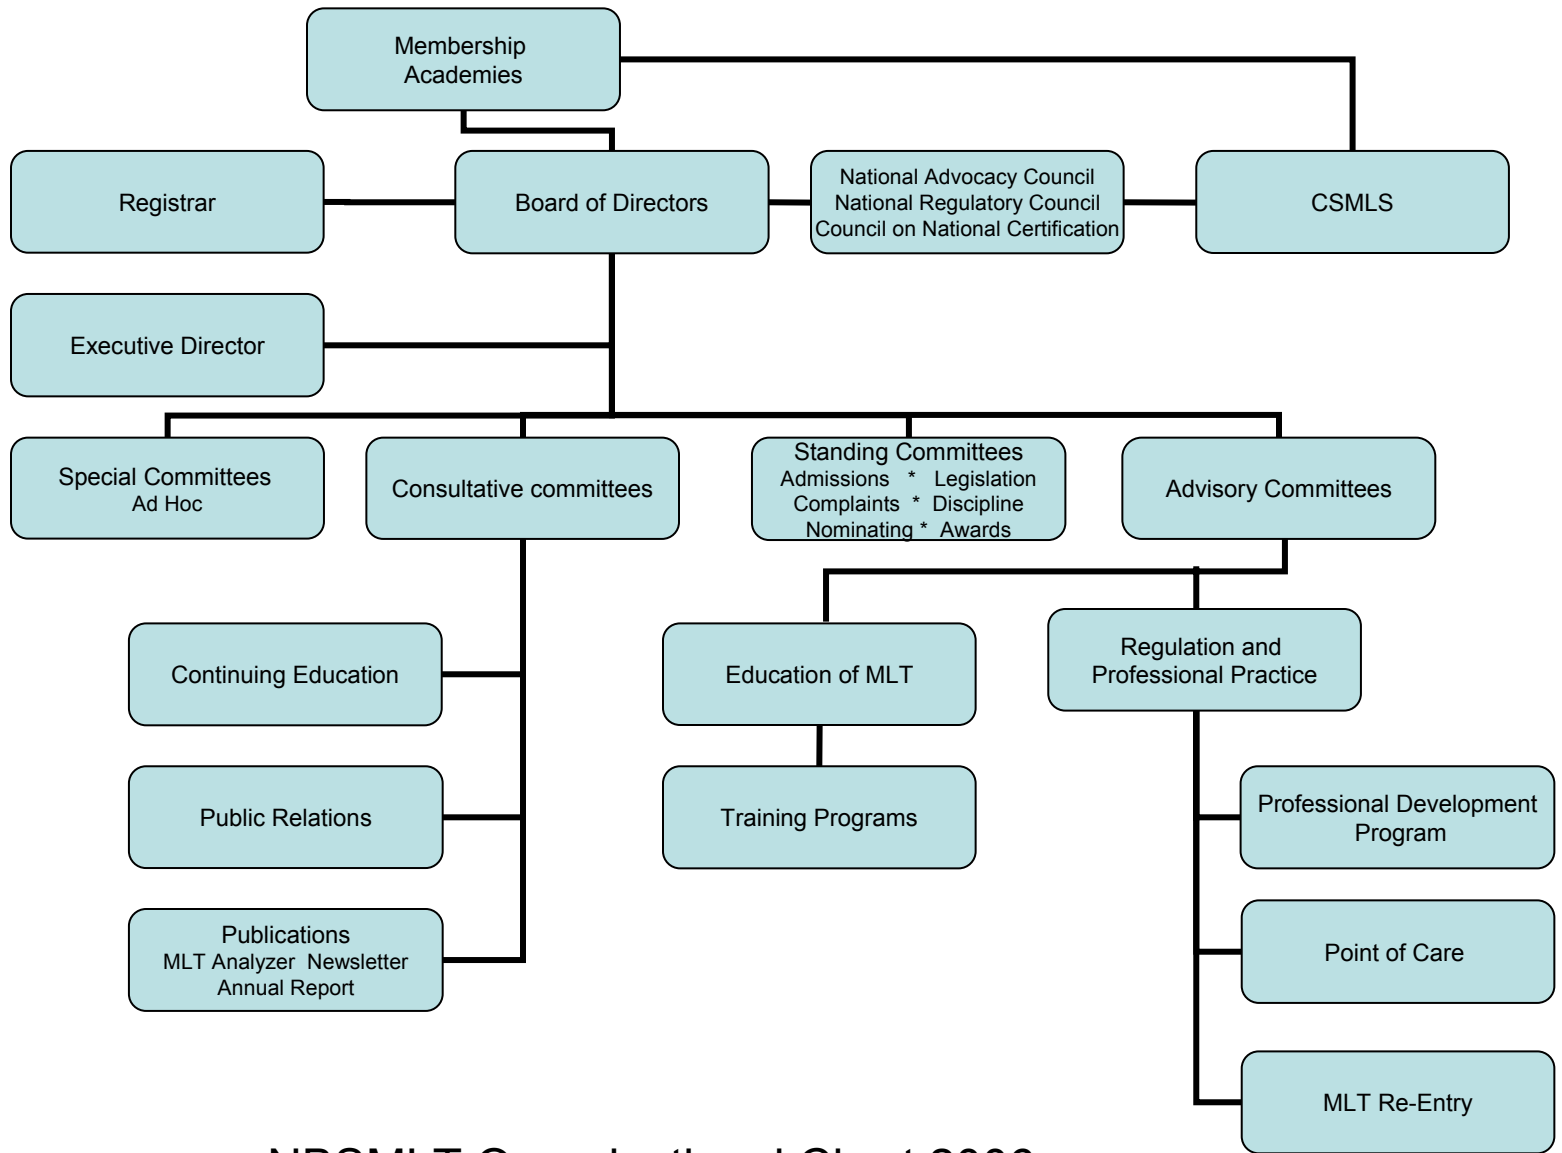 Membership
Academies
Registrar
Board of Directors
National Advocacy Council
National Regulatory Council
Council on National Certification
CSMLS
Executive Director
Special Committees
Ad Hoc
Consultative committees
Standing Committees
Admissions * Legislation
Complaints * Discipline
Nominating * Awards
Advisory Committees
Continuing Education
Education of MLT
Regulation and
Professional Practice
Public Relations
Training Programs
Professional Development
Program
Publications
MLT Analyzer Newsletter
Annual Report
Point of Care
MLT Re-Entry